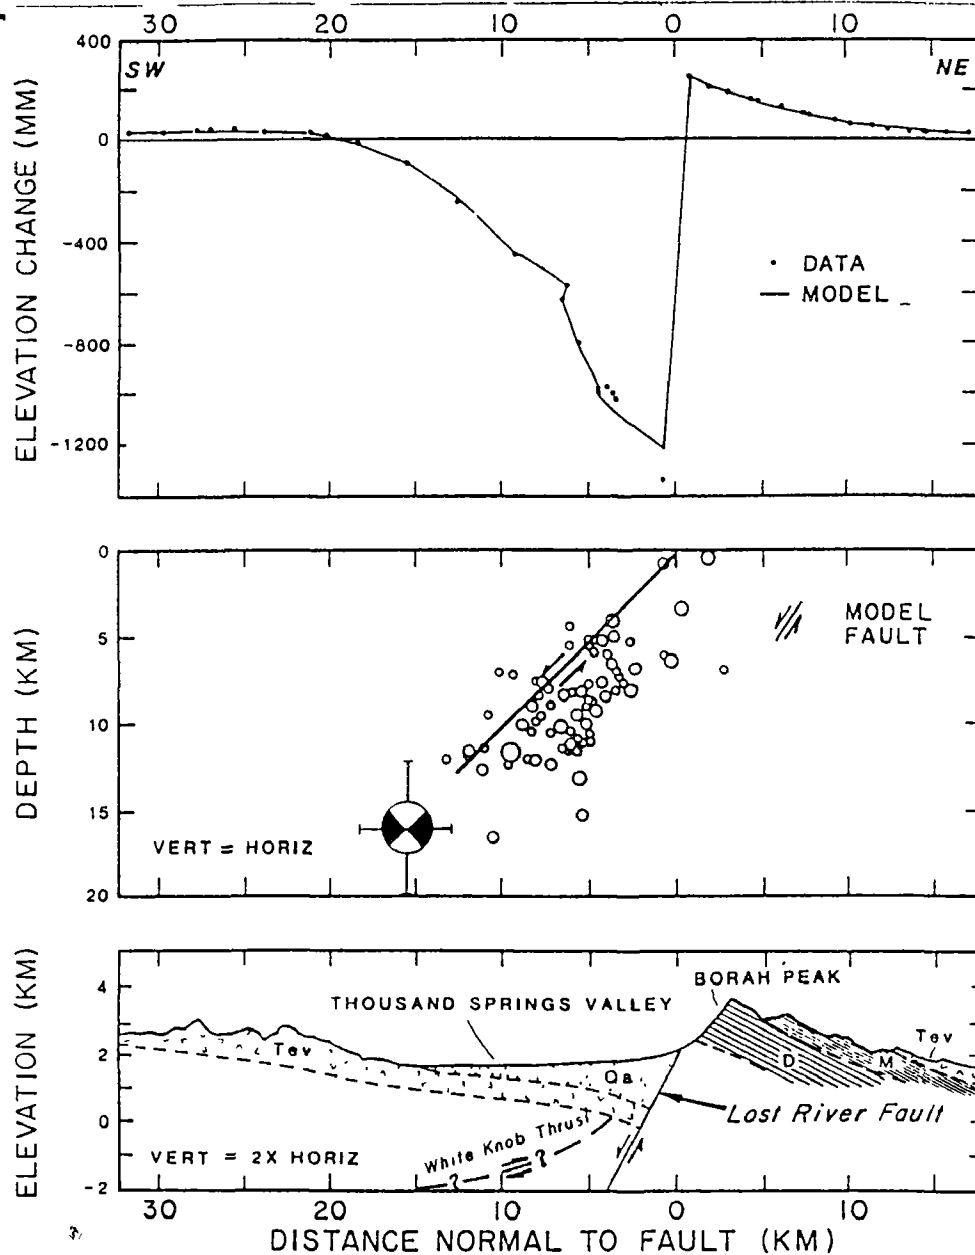 30 20 10 0 10
400
SW NE
0
-400
-800
-1200
ELEVATION CHANGE (MM)
DATA
MODEL
0
5
10
15
20
DEPTH (KM)
MODEL
FAULT
VERT = HORIZ
4
2
0
-2
ELEVATION (KM)
BORAH PEAK
THOUSAND SPRINGS VALLEY
Tev
Tev
D
M
Qa
Lost River Fault
White Knob Thrust
?
?
VERT = 2X HORIZ
30 20 10 0 10
DISTANCE NORMAL TO FAULT (KM)